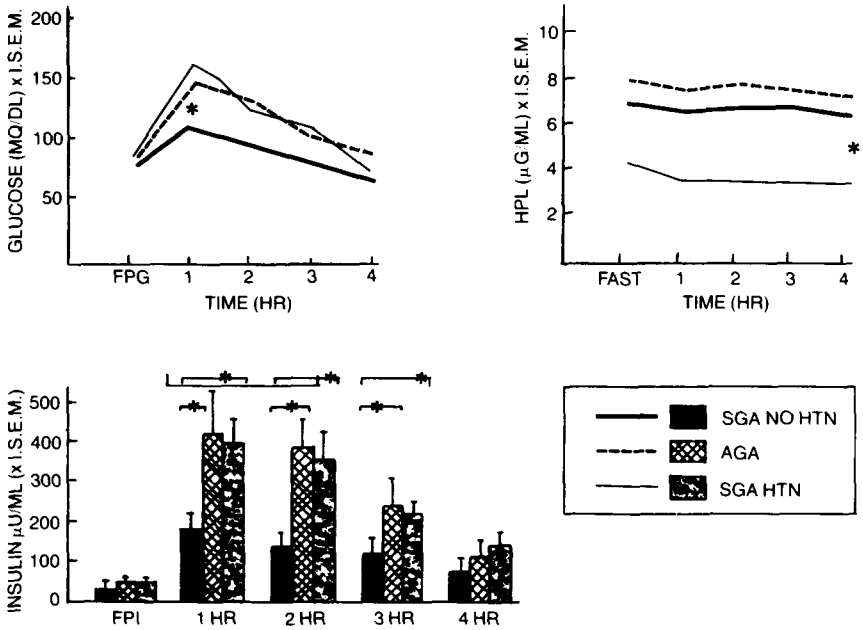 GLUCOSE (MQ/DL) x I.S.E.M.
200
150
100
50
FPG 1 2 3 4
TIME (HR)
*
HPL (μG/ML) x I.S.E.M.
10
8
6
4
2
FAST 1 2 3 4
TIME (HR)
*
INSULIN μU/ML (x I.S.E.M.)
500
400
300
200
100
0
* * *
* * *
FPI 1 HR 2 HR 3 HR 4 HR
SGA NO HTN
AGA
SGA HTN